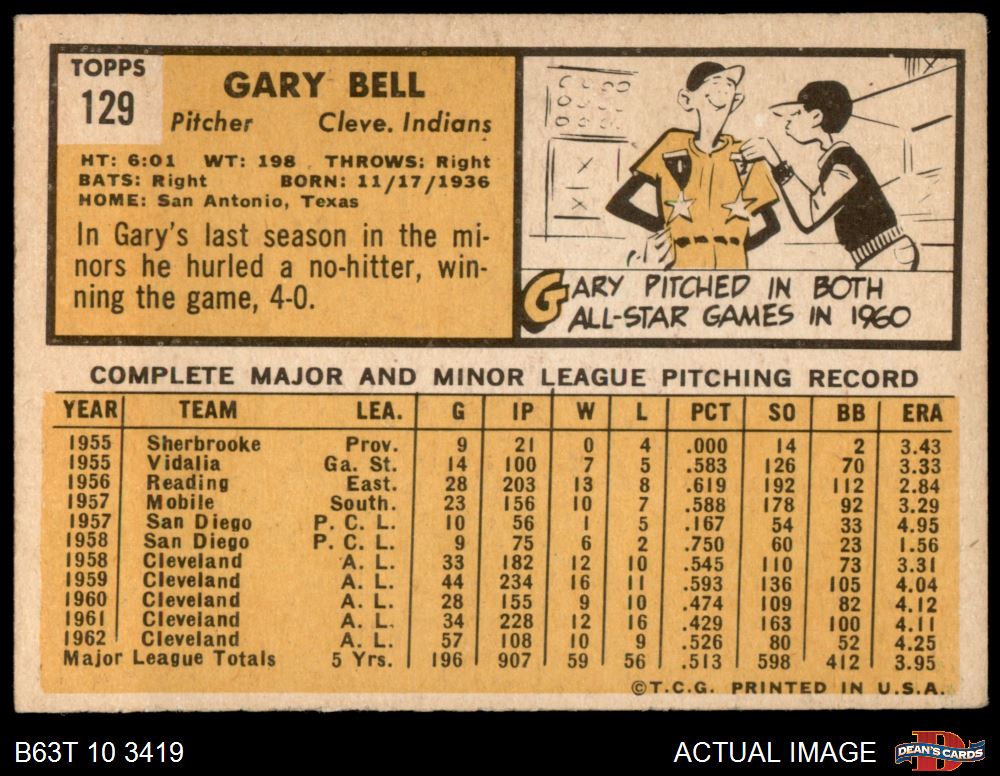 TOPPS
129
GARY BELL
Pitcher Cleve. Indians
HT: 6:01 WT: 198 THROWS: Right
BATS: Right BORN: 11/17/1936
HOME: San Antonio, Texas
In Gary's last season in the mi-
nors he hurled a no-hitter, win-
ning the game, 4-0.
GARY PITCHED IN BOTH
ALL-STAR GAMES IN 1960
COMPLETE MAJOR AND MINOR LEAGUE PITCHING RECORD
YEAR TEAM LEA. G IP W L PCT SO BB ERA
1955 Sherbrooke Prov. 9 21 0 4 .000 14 2 3.43
1955 Vidalia Ga. St. 14 100 7 5 .583 126 70 3.33
1956 Reading East. 28 203 13 8 .619 192 112 2.84
1957 Mobile South. 23 156 10 7 .588 178 92 3.29
1957 San Diego P. C. L. 10 56 1 5 .167 54 33 4.95
1958 San Diego P. C. L. 9 75 6 2 .750 60 23 1.56
1958 Cleveland A. L. 33 182 12 10 .545 110 73 3.31
1959 Cleveland A. L. 44 234 16 11 .593 136 105 4.04
1960 Cleveland A. L. 28 155 9 10 .474 109 82 4.12
1961 Cleveland A. L. 34 228 12 16 .429 163 100 4.11
1962 Cleveland A. L. 57 108 10 9 .526 80 52 4.25
Major League Totals 5 Yrs. 196 907 59 56 .513 598 412 3.95
©T.C.G. PRINTED IN U.S.A.
B63T 10 3419 ACTUAL IMAGE
DEAN'S CARDS